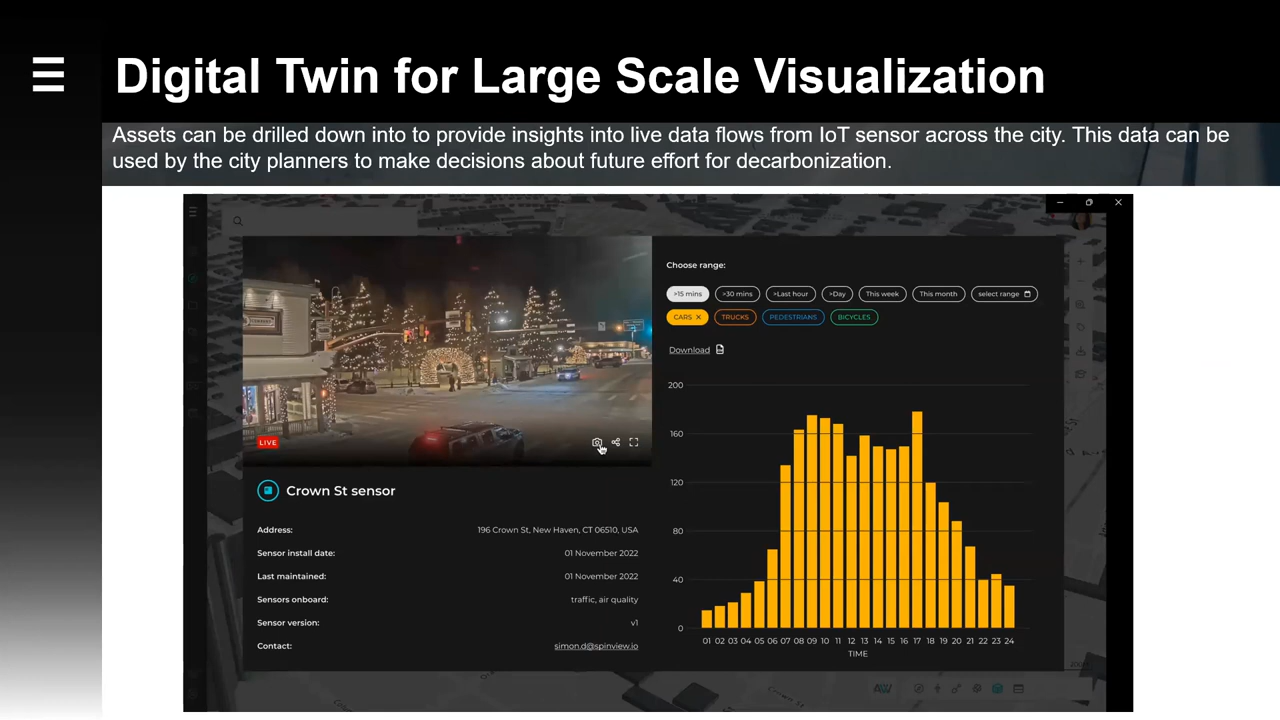 Digital Twin for Large Scale Visualization
Assets can be drilled down into to provide insights into live data flows from IoT sensor across the city. This data can be
used by the city planners to make decisions about future effort for decarbonization.
LIVE
Crown St sensor
Address: 196 Crown St, New Haven, CT 06510, USA
Sensor install date: 01 November 2022
Last maintained: 01 November 2022
Sensors onboard: traffic, air quality
Sensor version: v1
Contact: simon.d@spinview.io
Choose range:
>15 mins >30 mins >Last hour >Day This week This month select range
CARS X TRUCKS PEDESTRIANS BICYCLES
Download
200
160
120
80
40
0
01 02 03 04 05 06 07 08 09 10 11 12 13 14 15 16 17 18 19 20 21 22 23 24
TIME